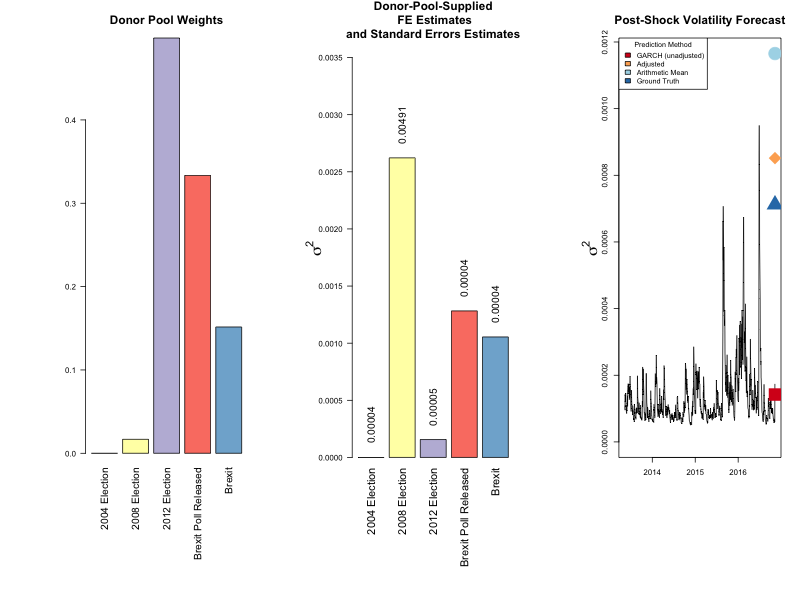 Donor Pool Weights
0.4
0.3
0.2
0.1
0.0
2004 Election
2008 Election
2012 Election
Brexit Poll Released
Brexit
Donor-Pool-Supplied
FE Estimates
and Standard Errors Estimates
σ²
0.0035
0.0030
0.0025
0.0020
0.0015
0.0010
0.0005
0.0000
0.00004
0.00491
0.00005
0.00004
0.00004
2004 Election
2008 Election
2012 Election
Brexit Poll Released
Brexit
Post-Shock Volatility Forecast
σ²
0.0012
0.0010
0.0008
0.0006
0.0004
0.0002
0.0000
Prediction Method
GARCH (unadjusted)
Adjusted
Arithmetic Mean
Ground Truth
2014
2015
2016